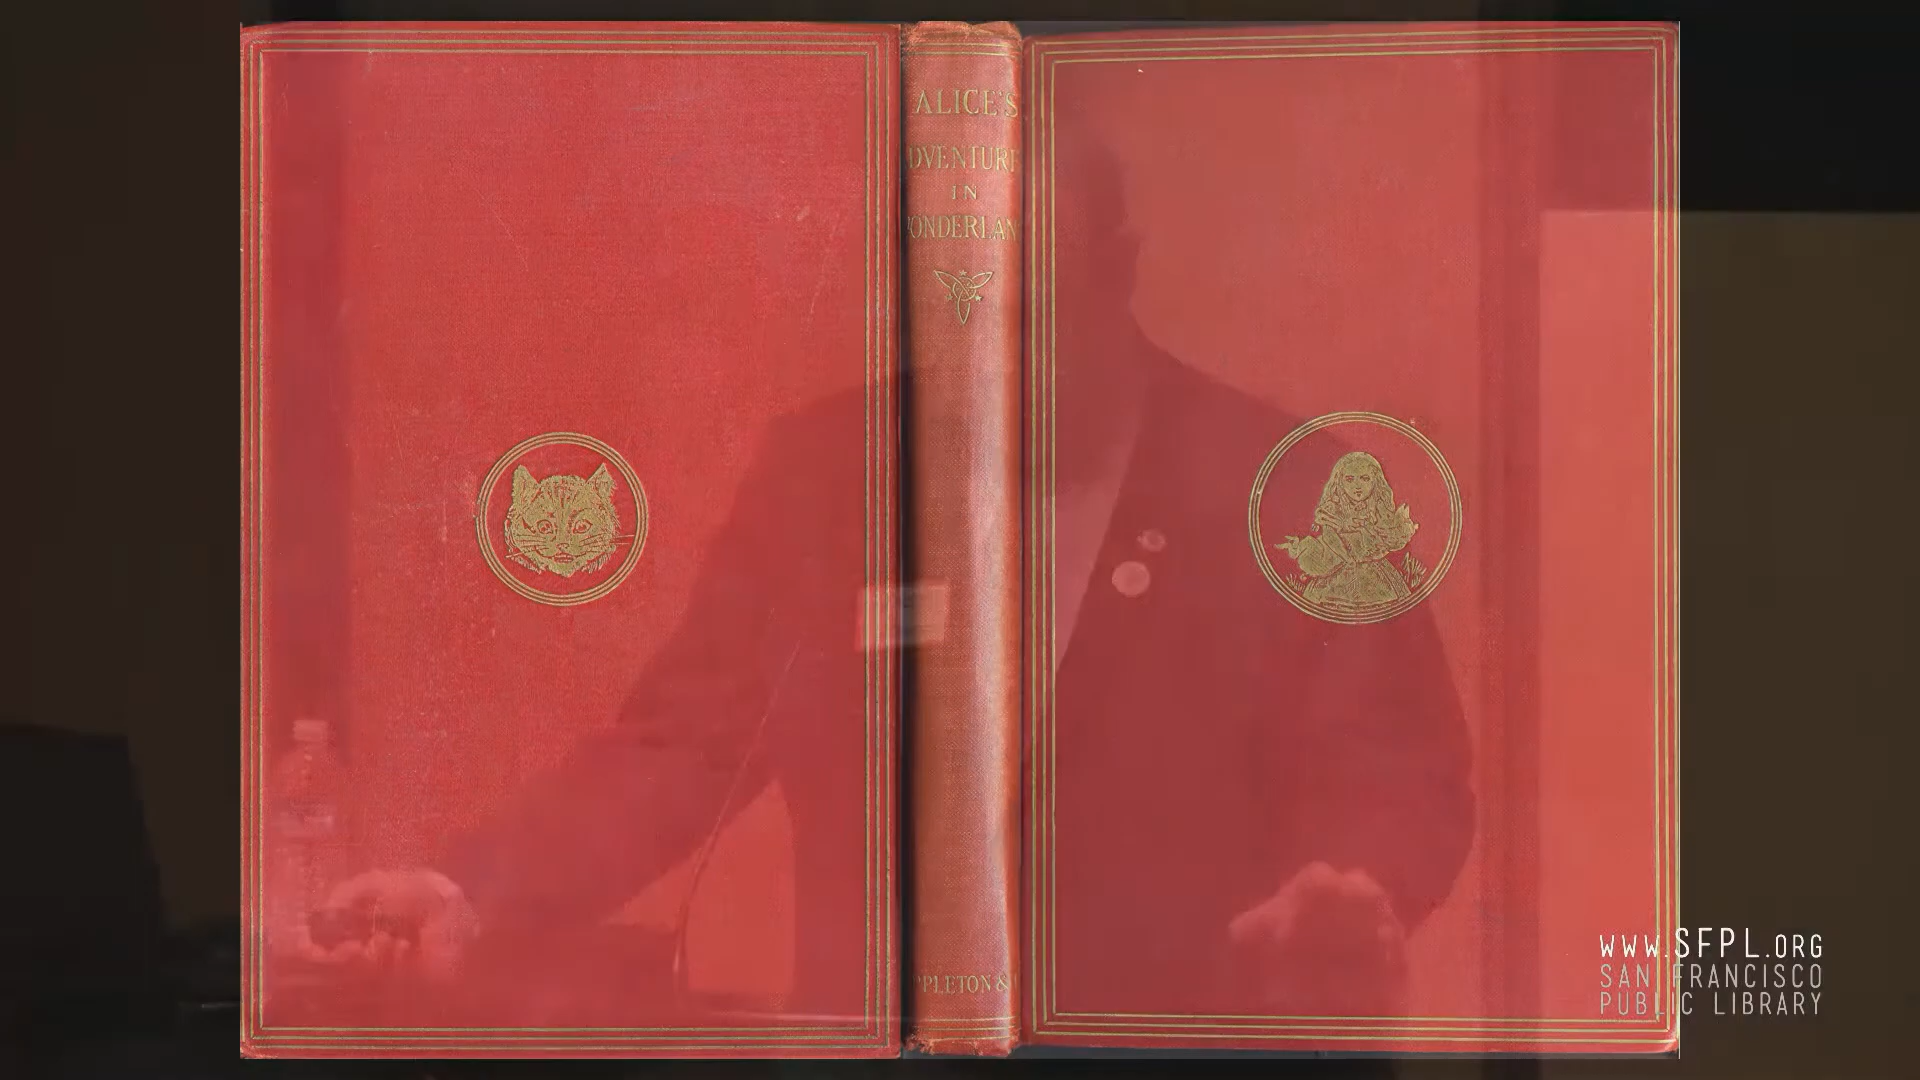 ALICE'S
DVENTURE
IN
ONDERLAN
PPLETON &
www.SFPL.ORG
SAN FRANCISCO
PUBLIC LIBRARY